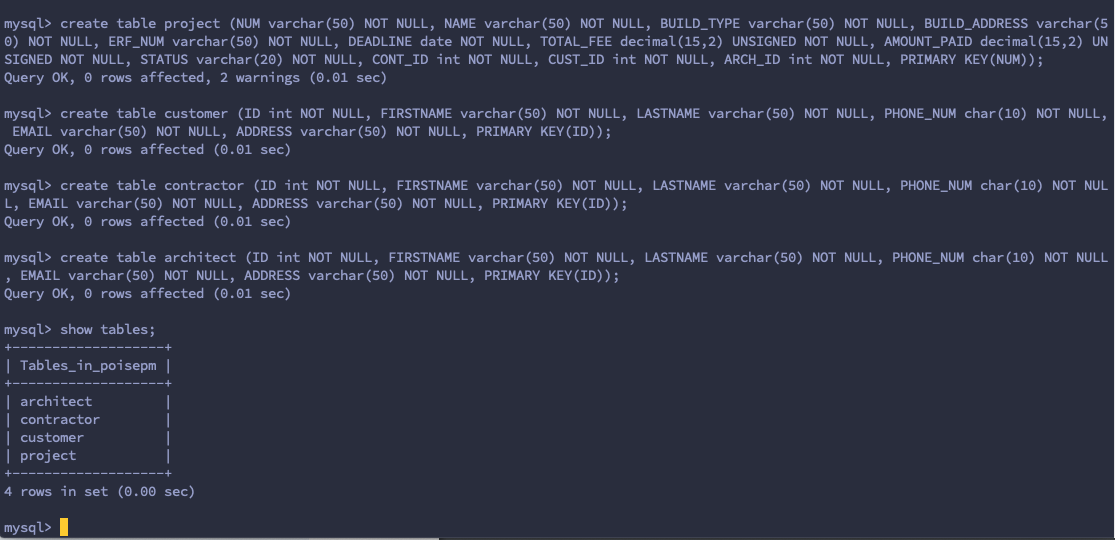 mysql> create table project (NUM varchar(50) NOT NULL, NAME varchar(50) NOT NULL, BUILD_TYPE varchar(50) NOT NULL, BUILD_ADDRESS varchar(5
0) NOT NULL, ERF_NUM varchar(50) NOT NULL, DEADLINE date NOT NULL, TOTAL_FEE decimal(15,2) UNSIGNED NOT NULL, AMOUNT_PAID decimal(15,2) UN
SIGNED NOT NULL, STATUS varchar(20) NOT NULL, CONT_ID int NOT NULL, CUST_ID int NOT NULL, ARCH_ID int NOT NULL, PRIMARY KEY(NUM));
Query OK, 0 rows affected, 2 warnings (0.01 sec)

mysql> create table customer (ID int NOT NULL, FIRSTNAME varchar(50) NOT NULL, LASTNAME varchar(50) NOT NULL, PHONE_NUM char(10) NOT NULL,
 EMAIL varchar(50) NOT NULL, ADDRESS varchar(50) NOT NULL, PRIMARY KEY(ID));
Query OK, 0 rows affected (0.01 sec)

mysql> create table contractor (ID int NOT NULL, FIRSTNAME varchar(50) NOT NULL, LASTNAME varchar(50) NOT NULL, PHONE_NUM char(10) NOT NUL
L, EMAIL varchar(50) NOT NULL, ADDRESS varchar(50) NOT NULL, PRIMARY KEY(ID));
Query OK, 0 rows affected (0.01 sec)

mysql> create table architect (ID int NOT NULL, FIRSTNAME varchar(50) NOT NULL, LASTNAME varchar(50) NOT NULL, PHONE_NUM char(10) NOT NULL
, EMAIL varchar(50) NOT NULL, ADDRESS varchar(50) NOT NULL, PRIMARY KEY(ID));
Query OK, 0 rows affected (0.01 sec)

mysql> show tables;
+-------------------+
| Tables_in_poisepm |
+-------------------+
| architect         |
| contractor        |
| customer          |
| project           |
+-------------------+
4 rows in set (0.00 sec)

mysql>